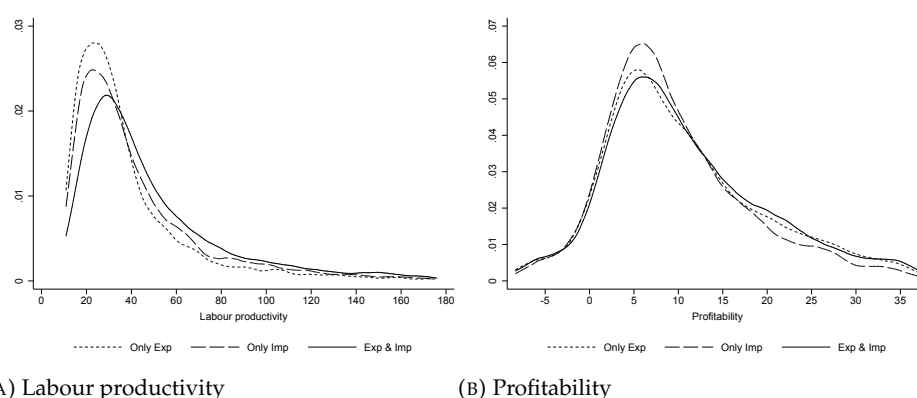 .03
.02
.01
0
0 20 40 60 80 100 120 140 160 180
Labour productivity
Only Exp Only Imp Exp & Imp
A) Labour productivity
.07
.06
.05
.04
.03
.02
.01
0
-5 0 5 10 15 20 25 30 35
Profitability
Only Exp Only Imp Exp & Imp
(B) Profitability